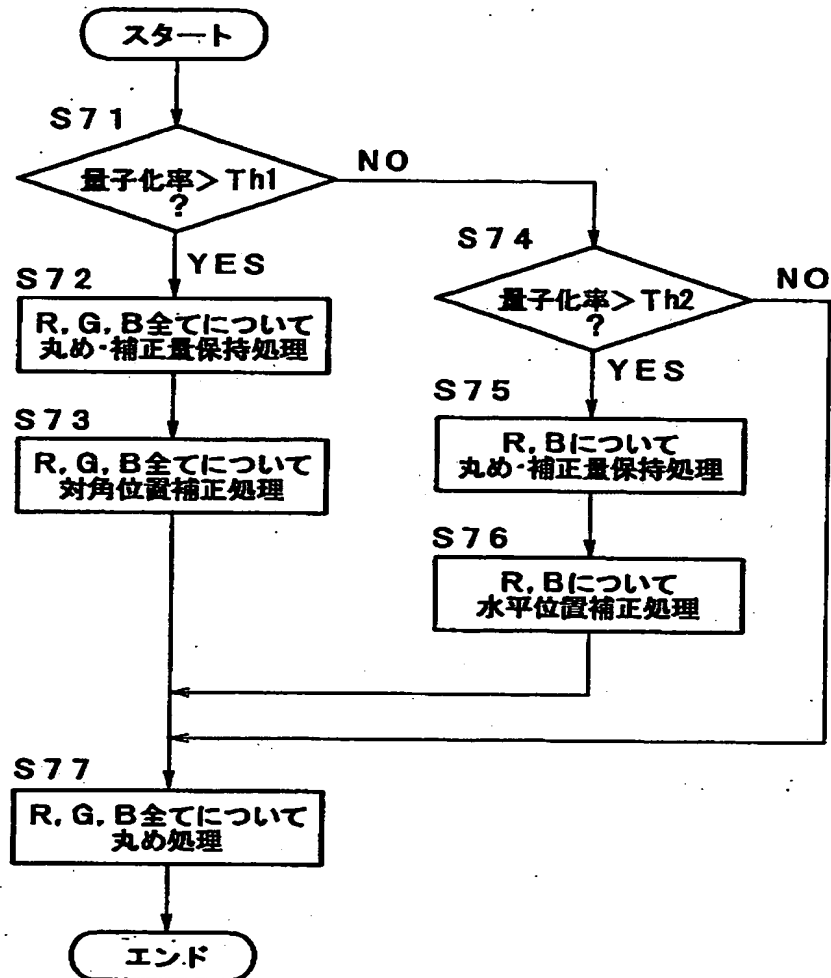 スタート
S71
量子化率>Th1
?
NO
YES
S72
R,G,B全てについて
丸め・補正量保持処理
S73
R,G,B全てについて
対角位置補正処理
S74
量子化率>Th2
?
NO
YES
S75
R,Bについて
丸め・補正量保持処理
S76
R,Bについて
水平位置補正処理
S77
R,G,B全てについて
丸め処理
エンド